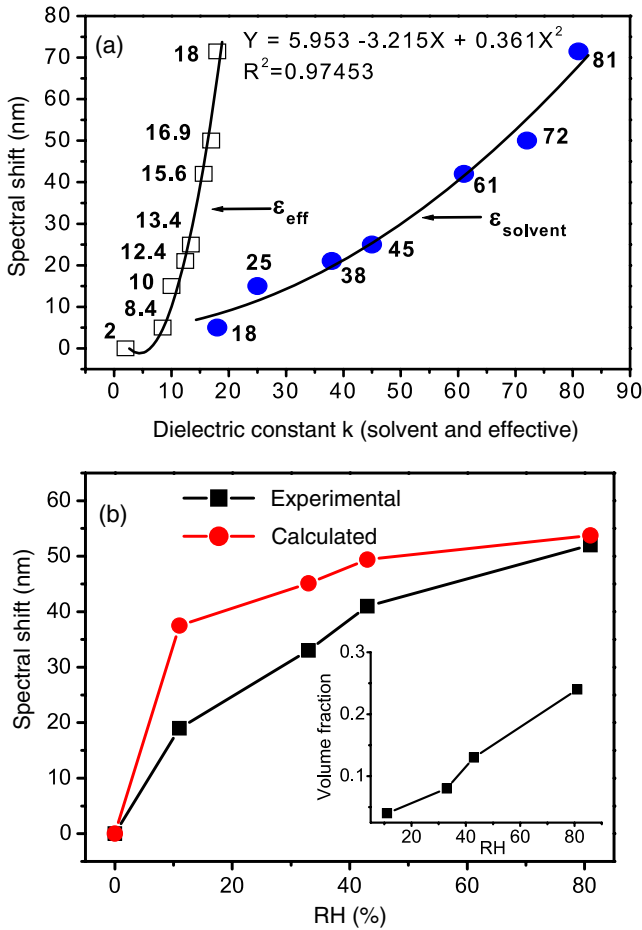 (a)
Y = 5.953 -3.215X + 0.361X²
R²=0.97453
80
70
60
50
40
30
20
10
0
Spectral shift (nm)
18
16.9
15.6
13.4
12.4
10
8.4
2
ε_eff
81
72
61
45
38
25
18
ε_solvent
0 10 20 30 40 50 60 70 80 90
Dielectric constant k (solvent and effective)
(b)
Experimental
Calculated
60
50
40
30
20
10
0
Spectral shift (nm)
0.3
0.2
0.1
Volume fraction
20 40 60 80
RH
0 20 40 60 80
RH (%)